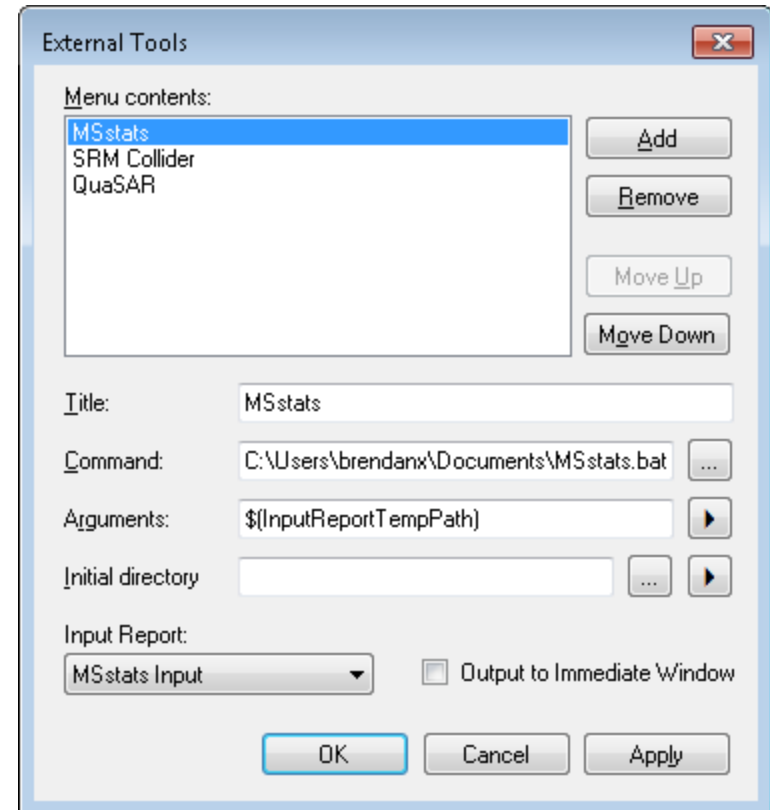 External Tools
Menu contents:
MSstats
SRM Collider
QuaSAR
Add
Remove
Move Up
Move Down
Title:
MSstats
Command:
C:\Users\brendanx\Documents\MSstats.bat
...
Arguments:
$(InputReportTempPath)
Initial directory
...
Input Report:
MSstats Input
Output to Immediate Window
OK
Cancel
Apply